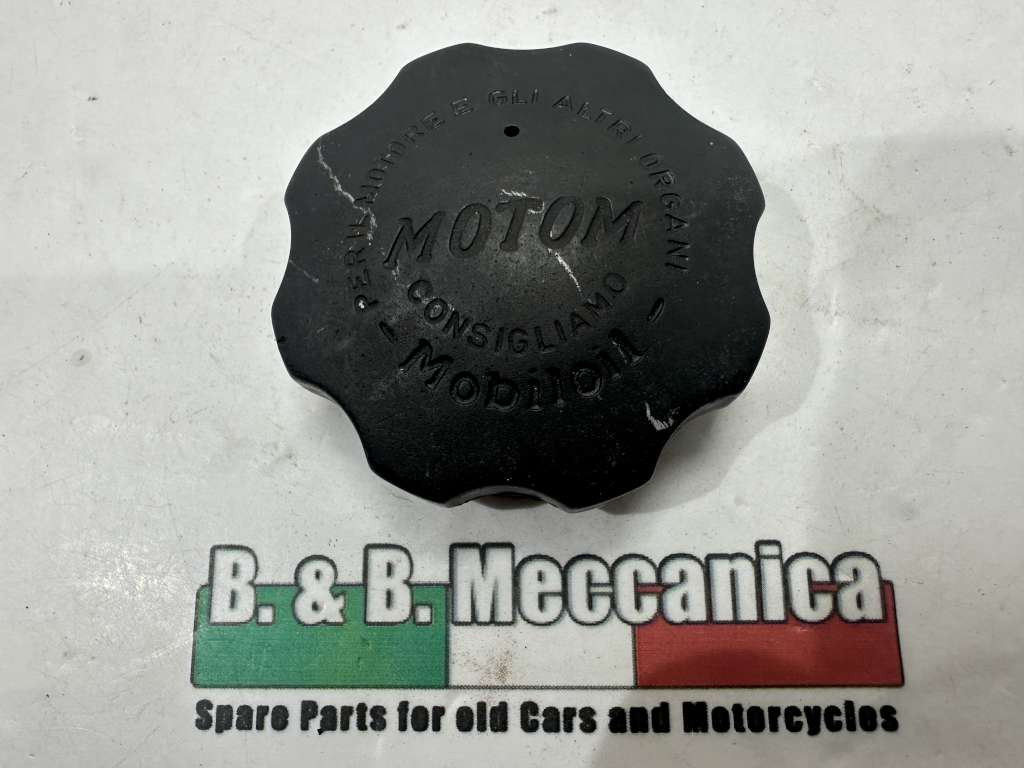 PER IL MOTORE E GLI ALTRI ORGANI
MOTOM
CONSIGLIAMO
- Mobiloil -
B. & B. Meccanica
Spare Parts for old Cars and Motorcycles